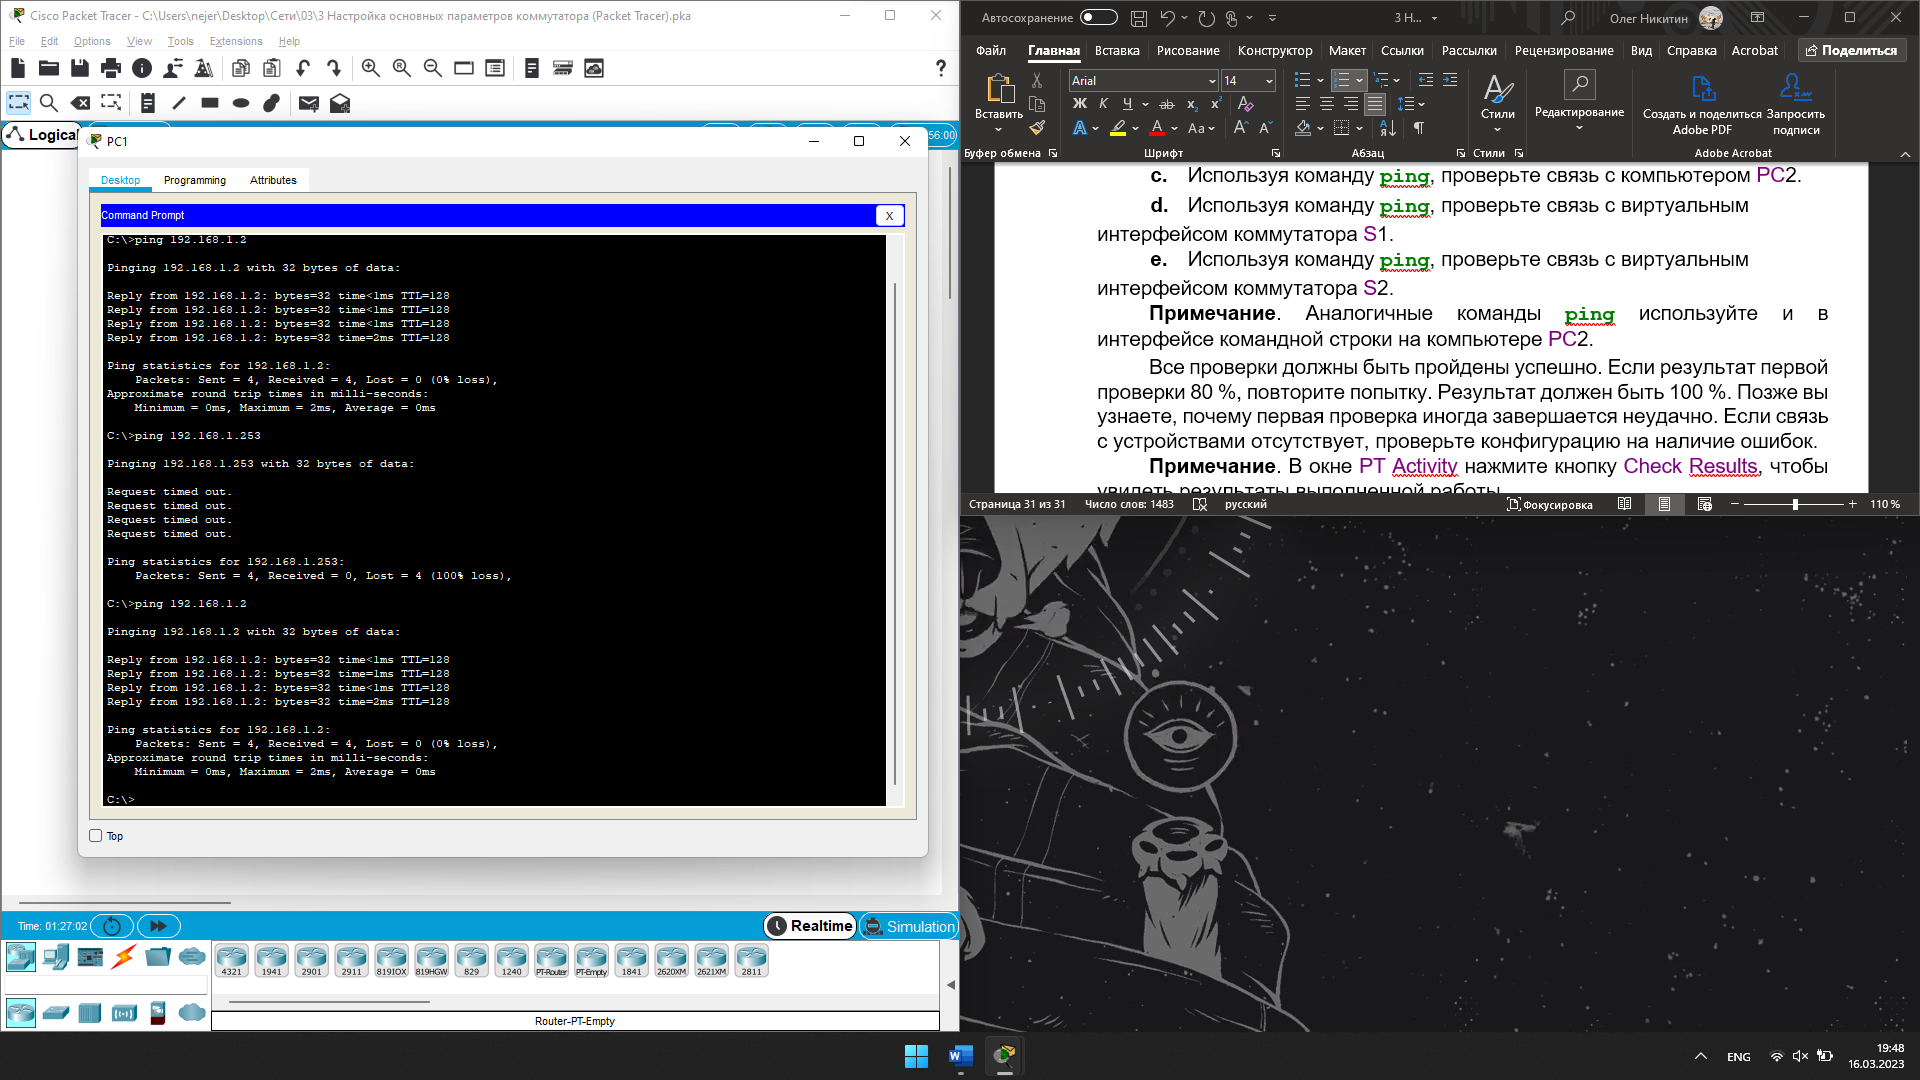 Cisco Packet Tracer - C:\Users\nejer\Desktop\Сети\03\3 Настройка основных параметров коммутатора (Packet Tracer).pka
File Edit Options View Tools Extensions Help
Logical
56:00
PC1
Desktop Programming Attributes
Command Prompt
X
C:\>ping 192.168.1.2
Pinging 192.168.1.2 with 32 bytes of data:
Reply from 192.168.1.2: bytes=32 time<1ms TTL=128
Reply from 192.168.1.2: bytes=32 time<1ms TTL=128
Reply from 192.168.1.2: bytes=32 time<1ms TTL=128
Reply from 192.168.1.2: bytes=32 time=2ms TTL=128
Ping statistics for 192.168.1.2:
Packets: Sent = 4, Received = 4, Lost = 0 (0% loss),
Approximate round trip times in milli-seconds:
Minimum = 0ms, Maximum = 2ms, Average = 0ms
C:\>ping 192.168.1.253
Pinging 192.168.1.253 with 32 bytes of data:
Request timed out.
Request timed out.
Request timed out.
Request timed out.
Ping statistics for 192.168.1.253:
Packets: Sent = 4, Received = 0, Lost = 4 (100% loss),
C:\>ping 192.168.1.2
Pinging 192.168.1.2 with 32 bytes of data:
Reply from 192.168.1.2: bytes=32 time<1ms TTL=128
Reply from 192.168.1.2: bytes=32 time=1ms TTL=128
Reply from 192.168.1.2: bytes=32 time<1ms TTL=128
Reply from 192.168.1.2: bytes=32 time=2ms TTL=128
Ping statistics for 192.168.1.2:
Packets: Sent = 4, Received = 4, Lost = 0 (0% loss),
Approximate round trip times in milli-seconds:
Minimum = 0ms, Maximum = 2ms, Average = 0ms
C:\>
Top
Time: 01:27:02
Realtime Simulation
4321 1941 2901 2911 819IOX 819HGW 829 1240 PT-Router PT-Empty 1841 2620XM 2621XM 2811
Router-PT-Empty
Автосохранение
3 Н...
Олег Никитин
Файл Главная Вставка Рисование Конструктор Макет Ссылки Рассылки Рецензирование Вид Справка Acrobat Поделиться
Вставить
Буфер обмена
Arial 14
Ж К Ч ab x₂ x²
A A Aa A A
Шрифт
Абзац
Стили
Стили
Редактирование
Создать и поделиться Adobe PDF
Запросить подписи
Adobe Acrobat
c. Используя команду ping, проверьте связь с компьютером PC2.
d. Используя команду ping, проверьте связь с виртуальным
интерфейсом коммутатора S1.
e. Используя команду ping, проверьте связь с виртуальным
интерфейсом коммутатора S2.
Примечание. Аналогичные команды ping используйте и в
интерфейсе командной строки на компьютере PC2.
Все проверки должны быть пройдены успешно. Если результат первой
проверки 80 %, повторите попытку. Результат должен быть 100 %. Позже вы
узнаете, почему первая проверка иногда завершается неудачно. Если связь
с устройствами отсутствует, проверьте конфигурацию на наличие ошибок.
Примечание. В окне PT Activity нажмите кнопку Check Results, чтобы
увидеть результаты выполненной работы.
Страница 31 из 31 Число слов: 1483 русский Фокусировка 110 %
ENG
19:48
16.03.2023